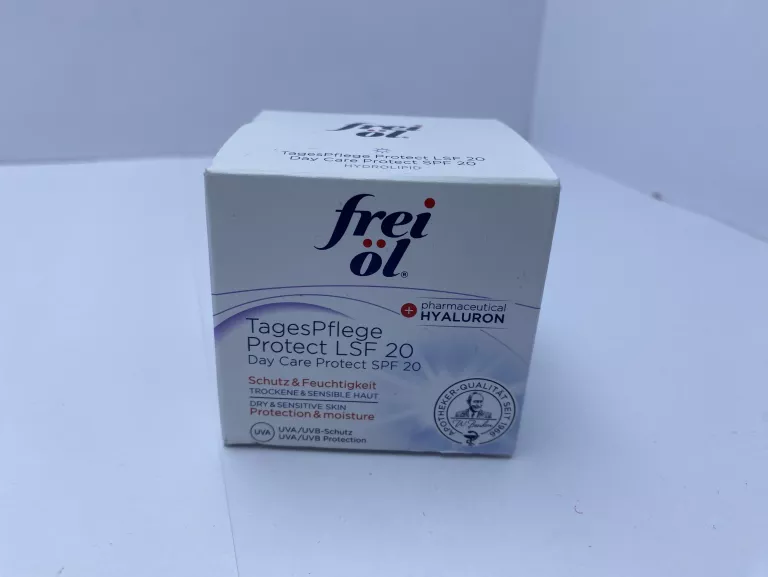 frei
öl
TagesPflege Protect LSF 20
Day Care Protect SPF 20
HYDROLIPID
frei
öl®
+ pharmaceutical
HYALURON
TagesPflege
Protect LSF 20
Day Care Protect SPF 20
Schutz & Feuchtigkeit
TROCKENE & SENSIBLE HAUT
DRY & SENSITIVE SKIN
Protection & moisture
UVA
UVA/UVB-Schutz
UVA/UVB Protection
APOTHEKER-QUALITÄT SEIT 1966